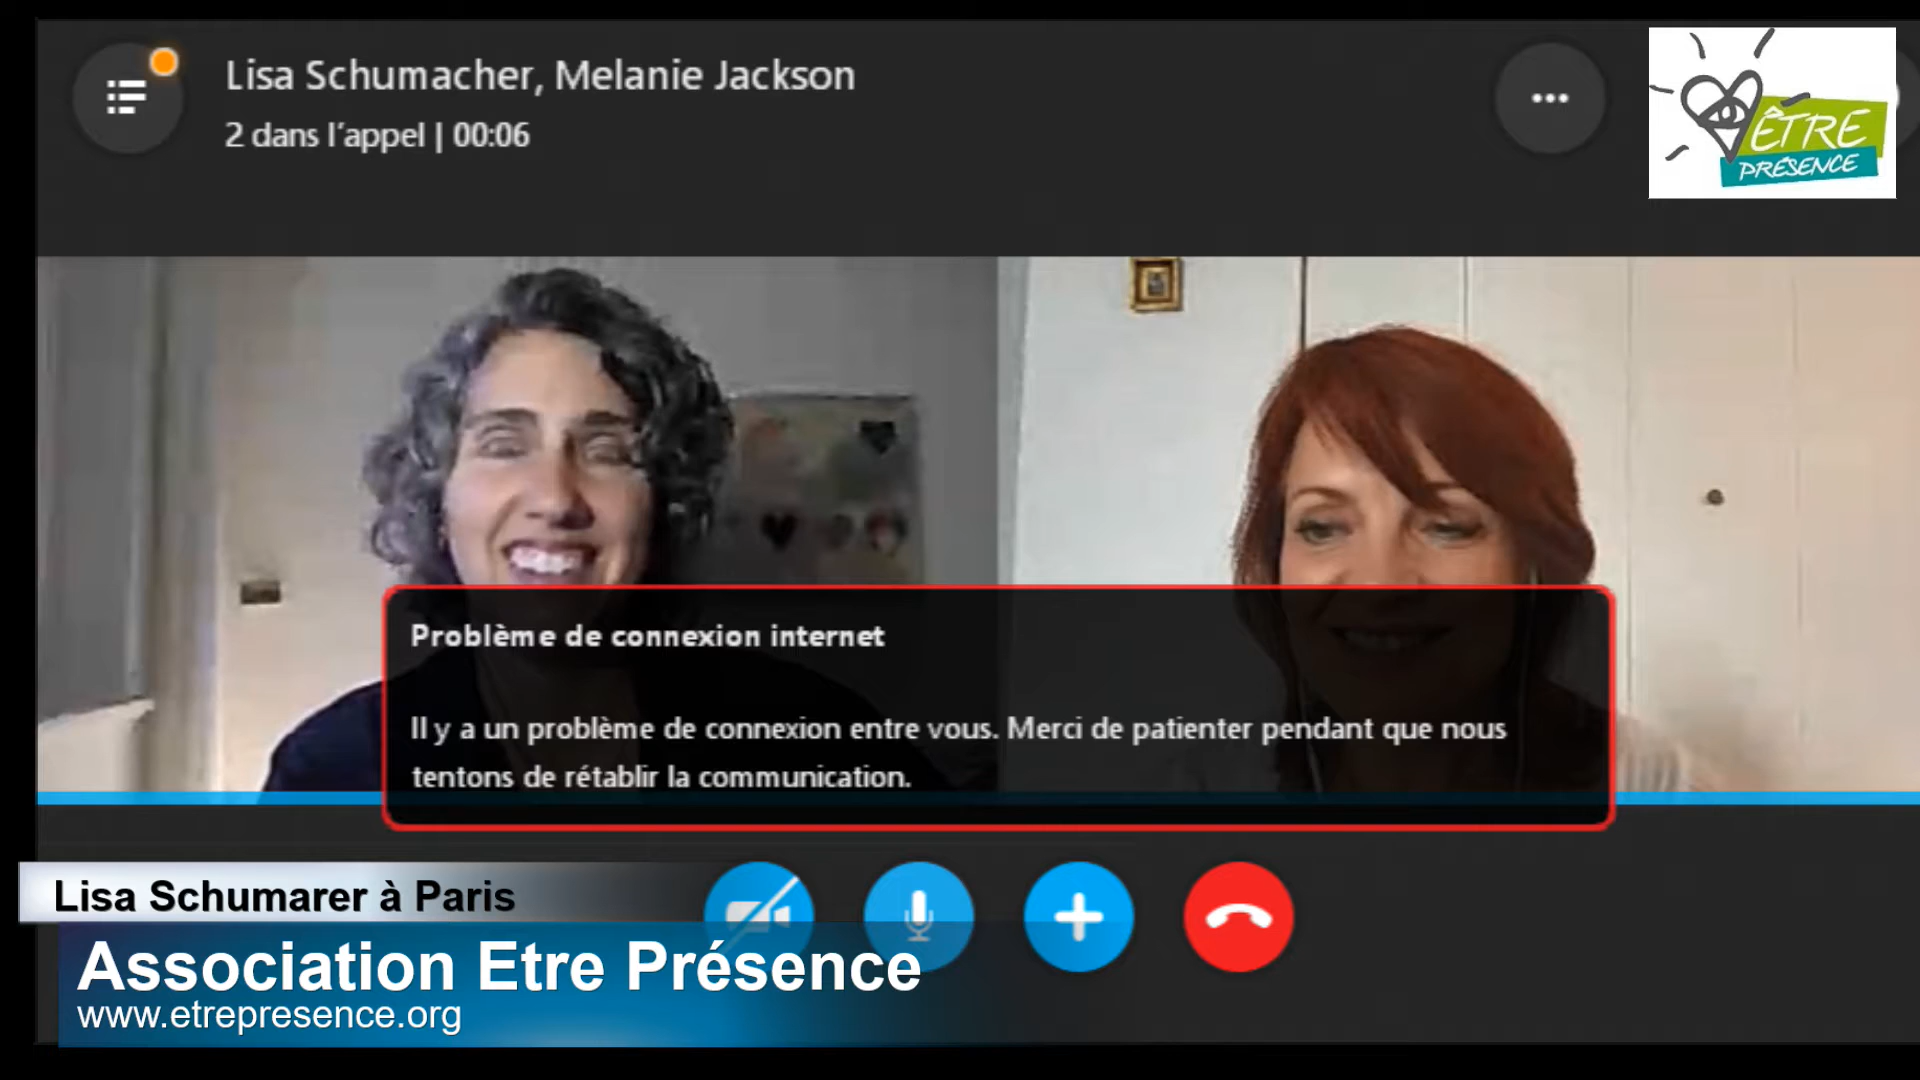 Lisa Schumacher, Melanie Jackson
2 dans l'appel | 00:06
ÊTRE
PRÉSENCE
Problème de connexion internet
Il y a un problème de connexion entre vous. Merci de patienter pendant que nous
tentons de rétablir la communication.
Lisa Schumarer à Paris
Association Etre Présence
www.etrepresence.org